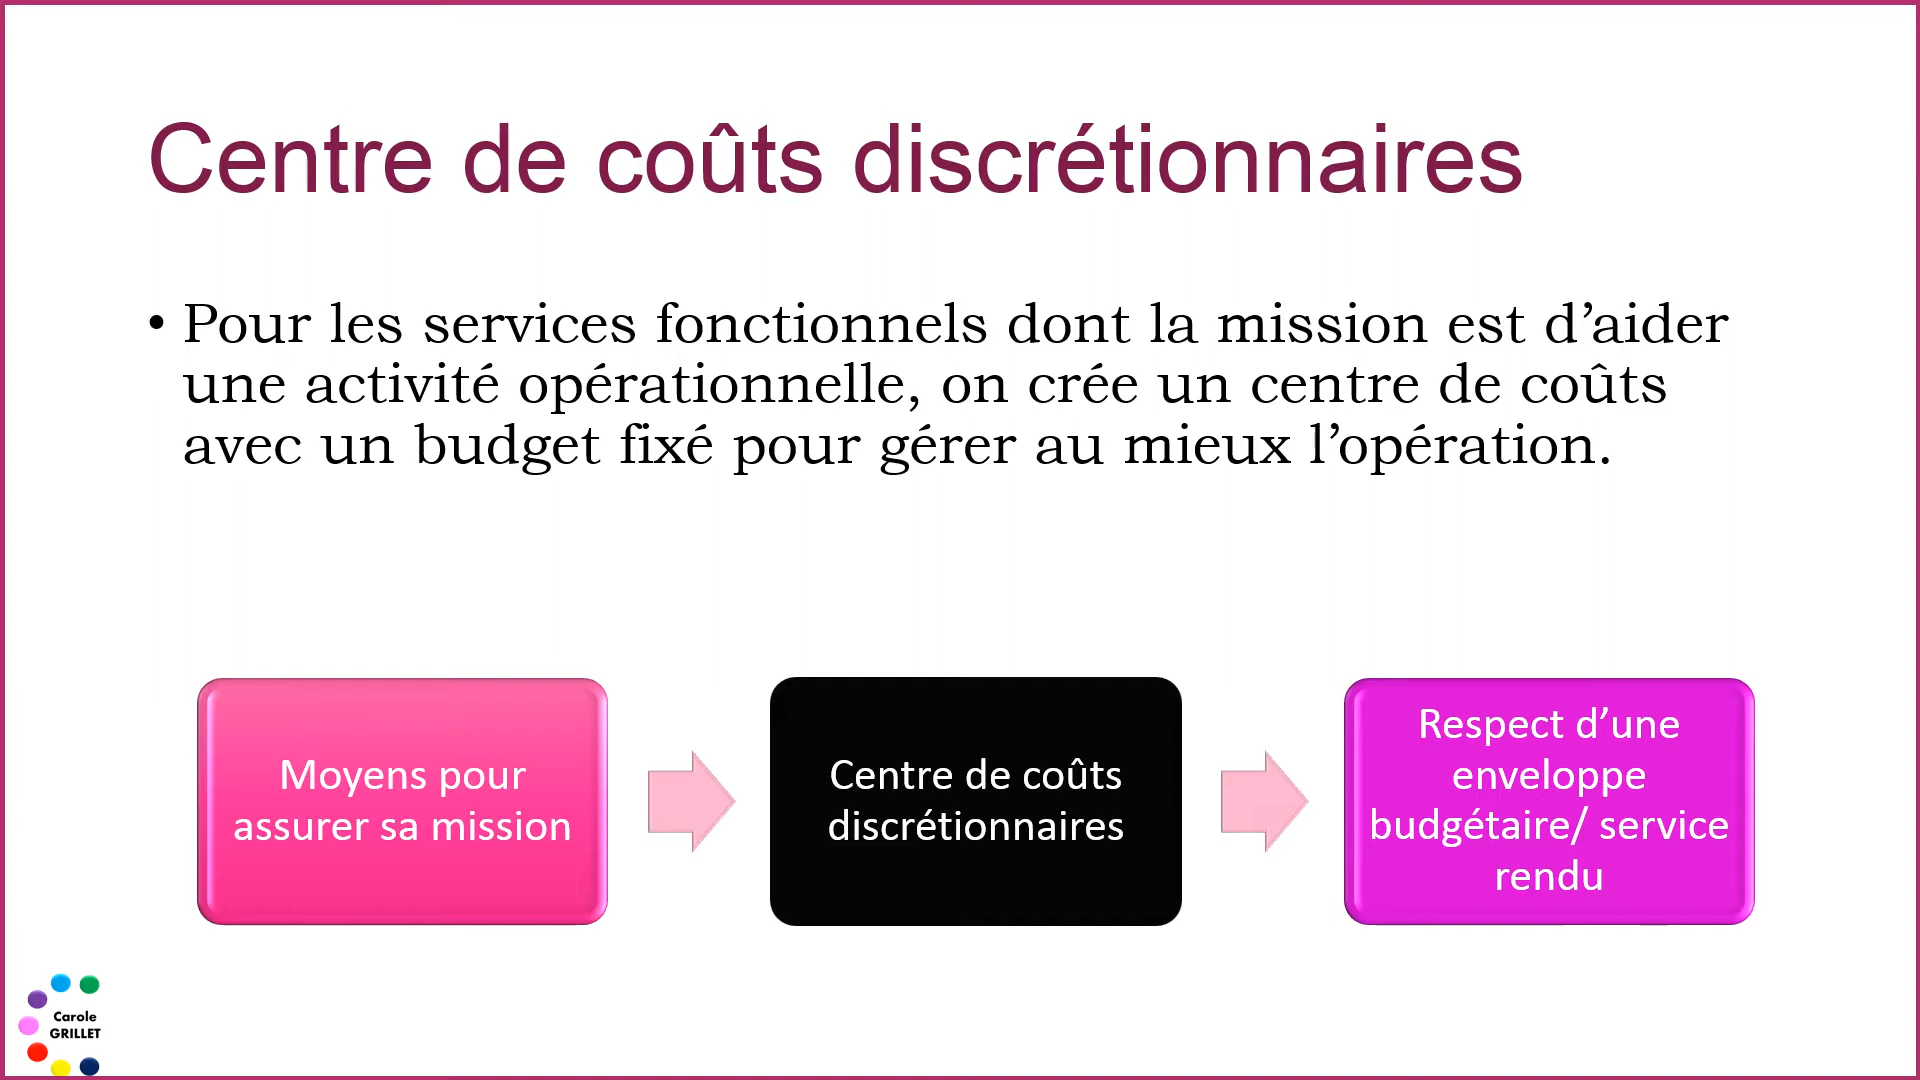 Centre de coûts discrétionnaires
• Pour les services fonctionnels dont la mission est d’aider
une activité opérationnelle, on crée un centre de coûts
avec un budget fixé pour gérer au mieux l’opération.
Moyens pour
assurer sa mission
Centre de coûts
discrétionnaires
Respect d’une
enveloppe
budgétaire/ service
rendu
Carole
GRILLET